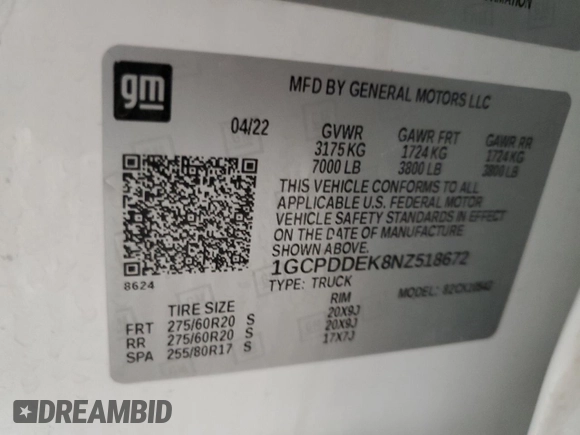 gm
MFD BY GENERAL MOTORS LLC
04/22 GVWR GAWR FRT GAWR RR
3175 KG 1724 KG 1724 KG
7000 LB 3800 LB 3800 LB
THIS VEHICLE CONFORMS TO ALL
APPLICABLE U.S. FEDERAL MOTOR
VEHICLE SAFETY STANDARDS IN EFFECT
ON THE DATE OF MANUFACTURE
SHOWN ABOVE.
8624
1GCPDDEK8NZ518672
TYPE: TRUCK MODEL:
TIRE SIZE RIM
FRT 275/60R20 S 20X9J
RR 275/60R20 S 20X9J
SPA 255/80R17 S 17X7J
DREAMBID